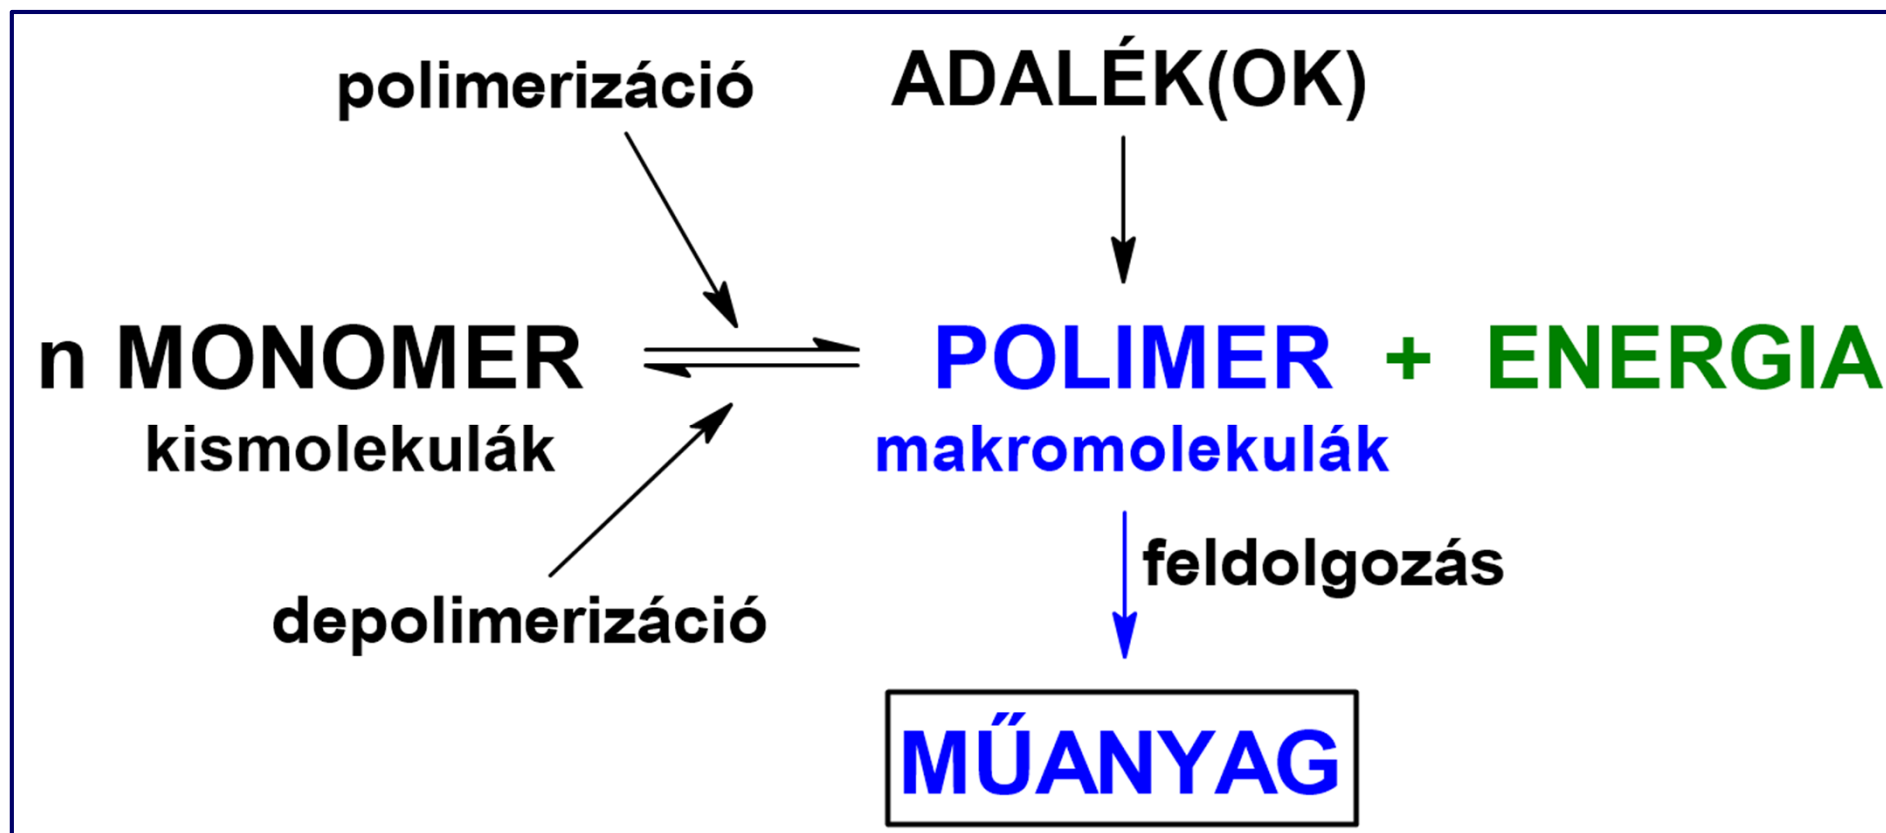 polimerizáció
ADALÉK(OK)
n MONOMER
POLIMER + ENERGIA
kismolekulák
makromolekulák
feldolgozás
depolimerizáció
MŰANYAG